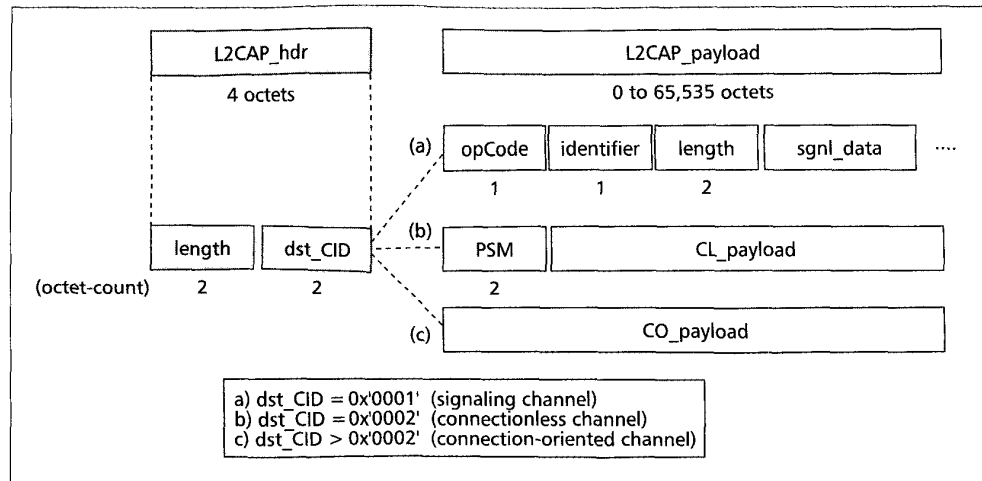 L2CAP_hdr L2CAP_payload
4 octets 0 to 65,535 octets
(a) opCode identifier length sgnl_data ....
1 1 2
length dst_CID (b) PSM CL_payload
(octet-count) 2 2 2
(c) CO_payload
a) dst_CID = 0x'0001' (signaling channel)
b) dst_CID = 0x'0002' (connectionless channel)
c) dst_CID > 0x'0002' (connection-oriented channel)